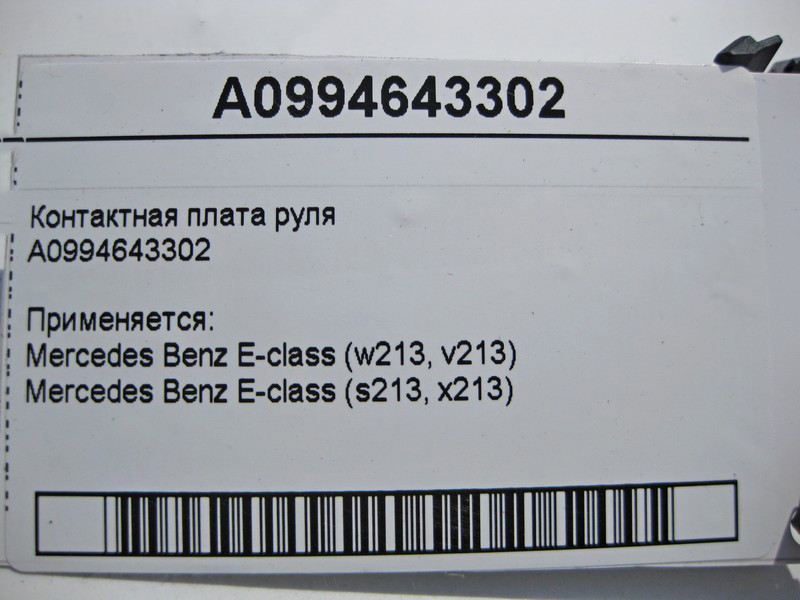 A0994643302
Контактная плата руля
A0994643302
Применяется:
Mercedes Benz E-class (w213, v213)
Mercedes Benz E-class (s213, x213)